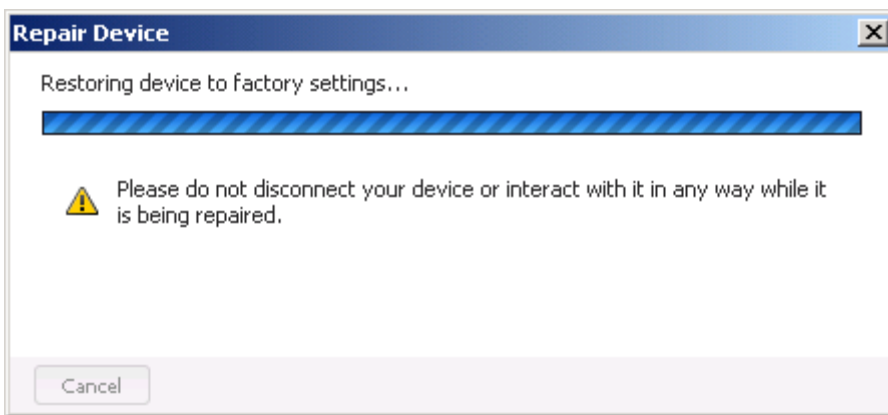 Repair Device
Restoring device to factory settings...
Please do not disconnect your device or interact with it in any way while it
is being repaired.
Cancel